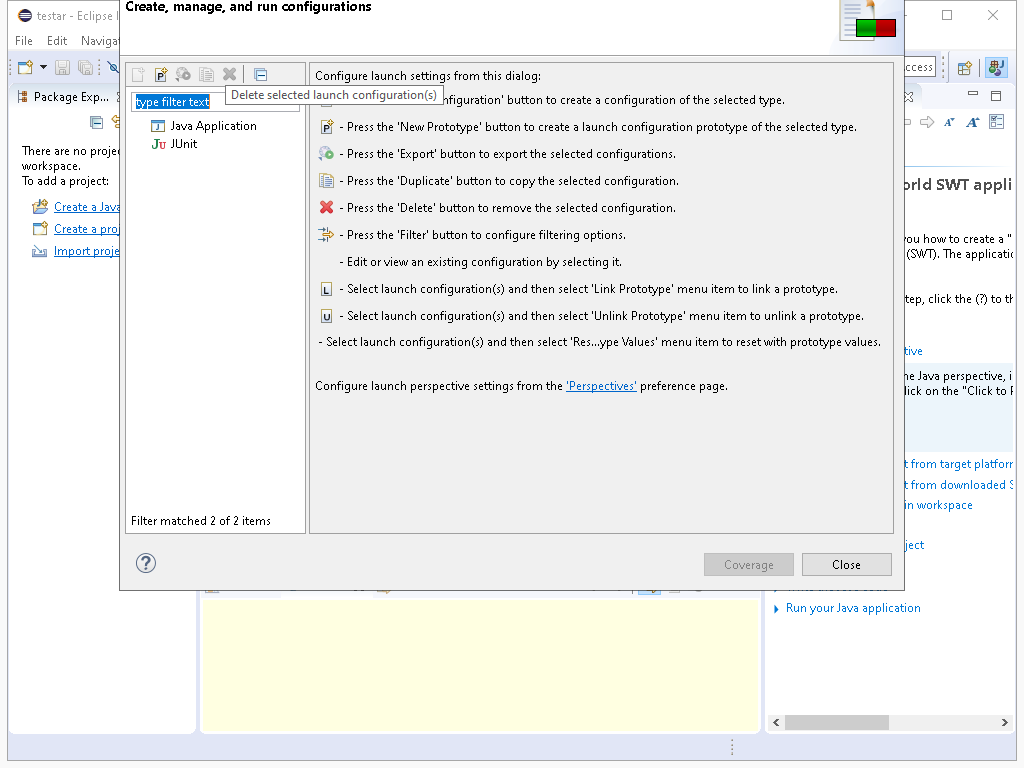 Create, manage, and run configurations
testar - Eclipse I
File Edit Naviga
ccess
Package Exp...
Configure launch settings from this dialog:
type filter text
Delete selected launch configuration(s)
nfiguration' button to create a configuration of the selected type.
Java Application
JUnit
- Press the 'New Prototype' button to create a launch configuration prototype of the selected type.
- Press the 'Export' button to export the selected configurations.
- Press the 'Duplicate' button to copy the selected configuration.
- Press the 'Delete' button to remove the selected configuration.
- Press the 'Filter' button to configure filtering options.
- Edit or view an existing configuration by selecting it.
- Select launch configuration(s) and then select 'Link Prototype' menu item to link a prototype.
- Select launch configuration(s) and then select 'Unlink Prototype' menu item to unlink a prototype.
- Select launch configuration(s) and then select 'Res...ype Values' menu item to reset with prototype values.
Configure launch perspective settings from the 'Perspectives' preference page.
There are no proje
workspace.
To add a project:
Create a Java
Create a proj
Import proje
Filter matched 2 of 2 items
Coverage
Close
orld SWT appli
you how to create a "
(SWT). The applicatio
tep, click the (?) to th
tive
he Java perspective, i
lick on the "Click to P
t from target platform
t from downloaded S
in workspace
ject
Run your Java application